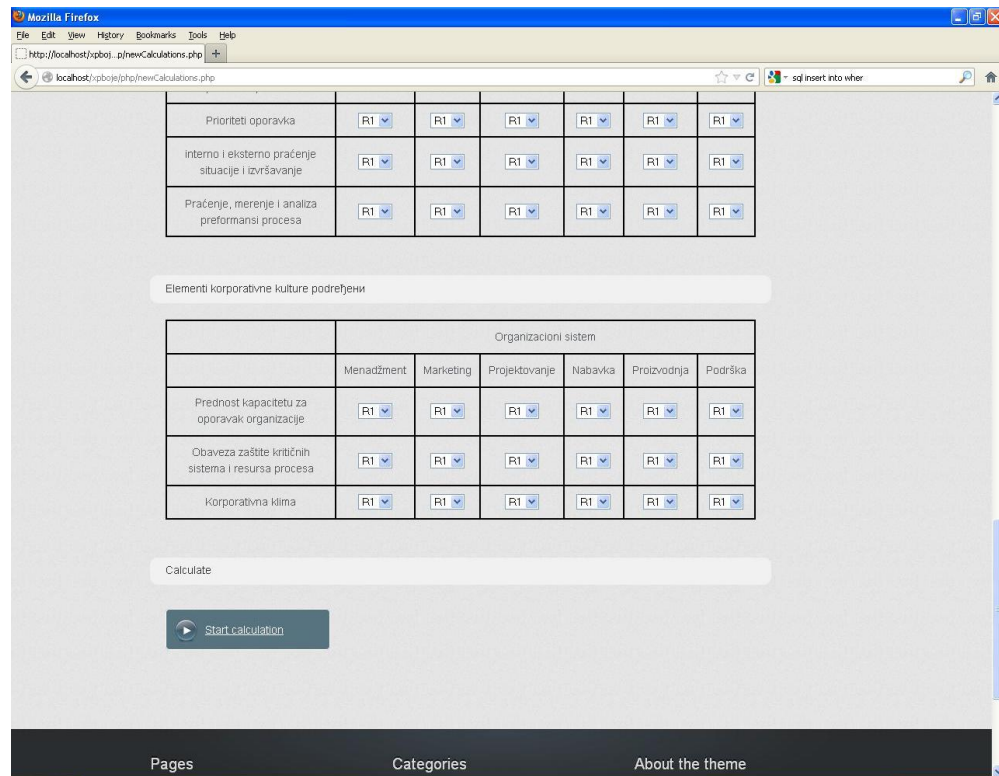 Mozilla Firefox
File Edit View History Bookmarks Tools Help
http://localhost/xpboj...p/newCalculations.php +
localhost/xpboje/php/newCalculations.php sql insert into wher
Prioriteti oporavka R1 R1 R1 R1 R1 R1
interno i eksterno praćenje
situacije i izvršavanje R1 R1 R1 R1 R1 R1
Praćenje, merenje i analiza
preformansi procesa R1 R1 R1 R1 R1 R1
Elementi korporativne kulture podređeни
Organizacioni sistem
Menadžment Marketing Projektovanje Nabavka Proizvodnja Podrška
Prednost kapacitetu za
oporavak organizacije R1 R1 R1 R1 R1 R1
Obaveza zaštite kritičnih
sistema i resursa procesa R1 R1 R1 R1 R1 R1
Korporativna klima R1 R1 R1 R1 R1 R1
Calculate
Start calculation
Pages Categories About the theme